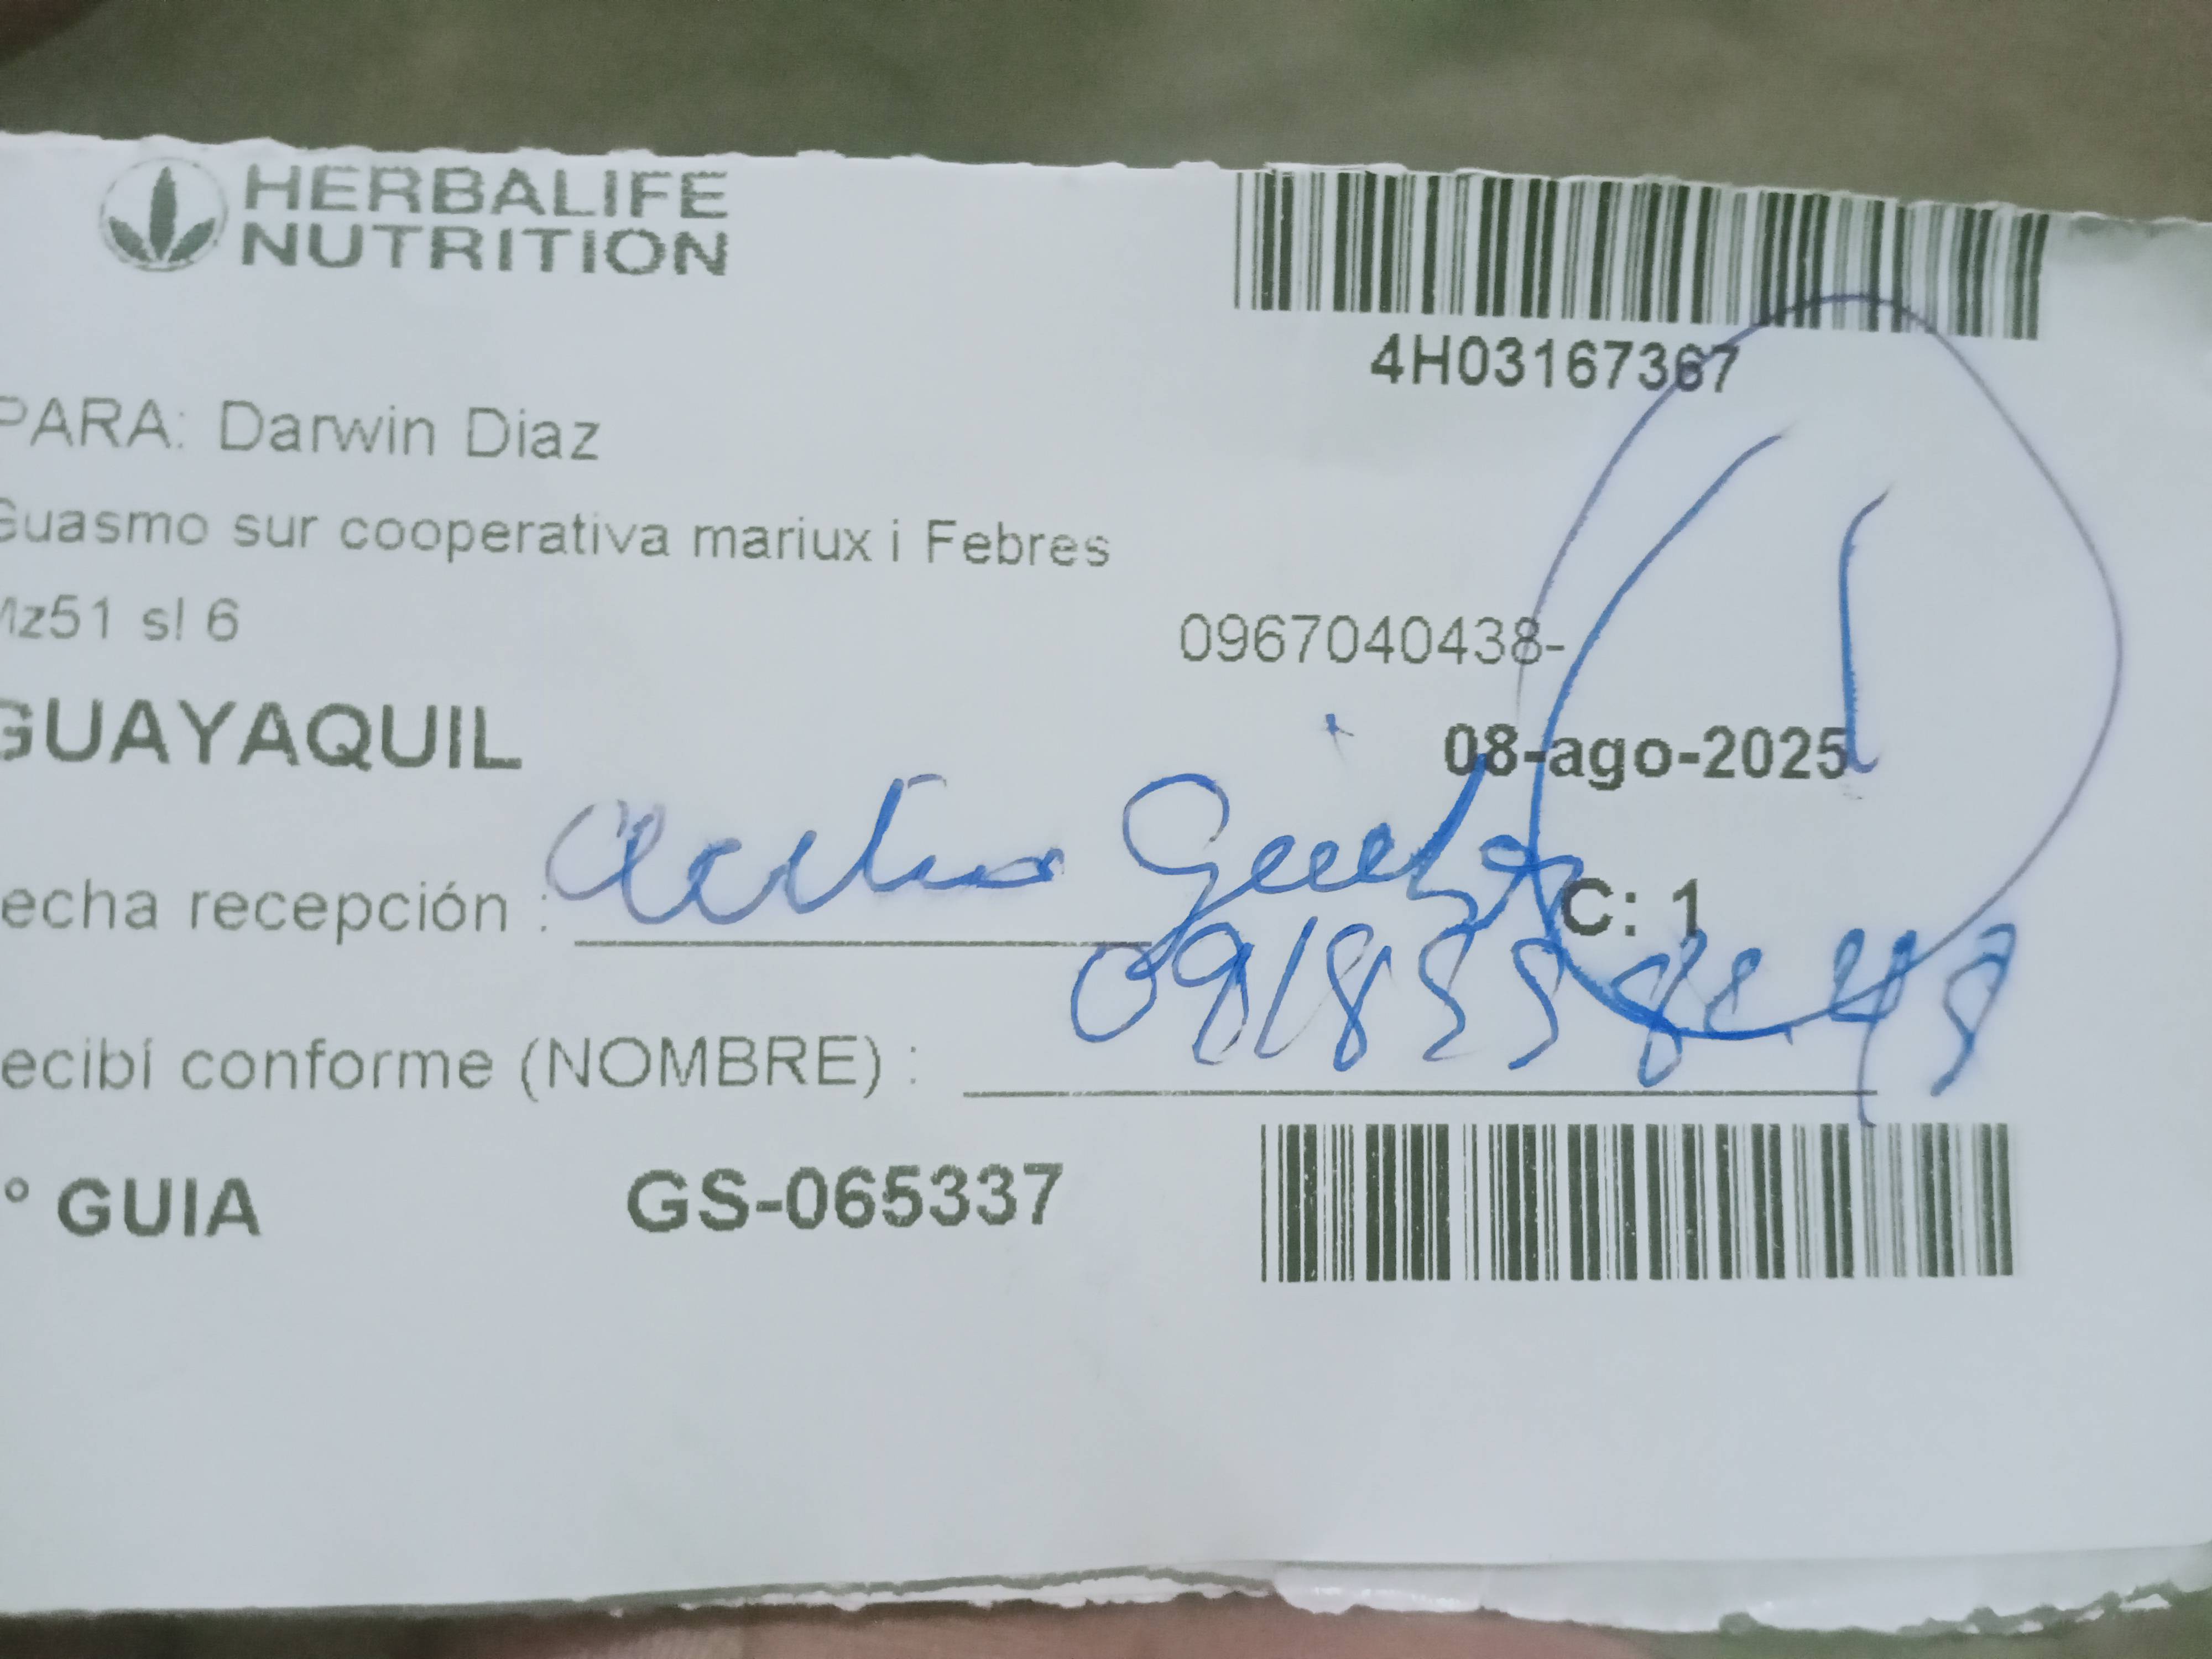 HERBALIFE
NUTRITION
4H03167367
PARA: Darwin Diaz
Guasmo sur cooperativa mariux i Febres
Mz51 sl 6
0967040438-
GUAYAQUIL
08-ago-2025
echa recepción :
C: 1
ecibí conforme (NOMBRE) :
° GUIA GS-065337